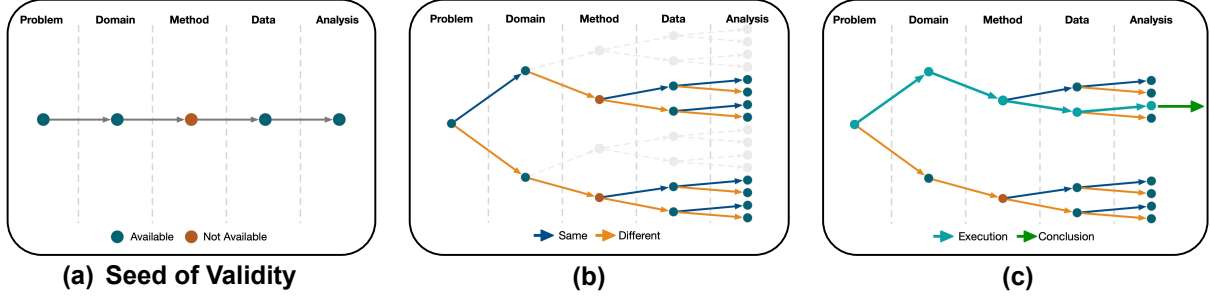 Problem Domain Method Data Analysis
Available Not Available
(a) Seed of Validity
Problem Domain Method Data Analysis
Same Different
(b)
Problem Domain Method Data Analysis
Execution Conclusion
(c)